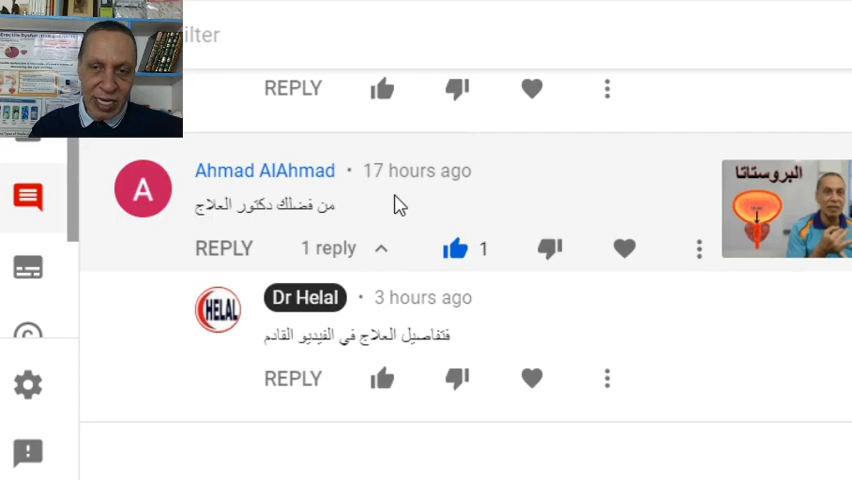 ilter
REPLY
Ahmad AlAhmad • 17 hours ago
من فضلك دكتور العلاج
REPLY 1 reply 1
A
البروستاتا
HELAL
Dr Helal • 3 hours ago
فتفاصيل العلاج في الفيديو القادم
REPLY